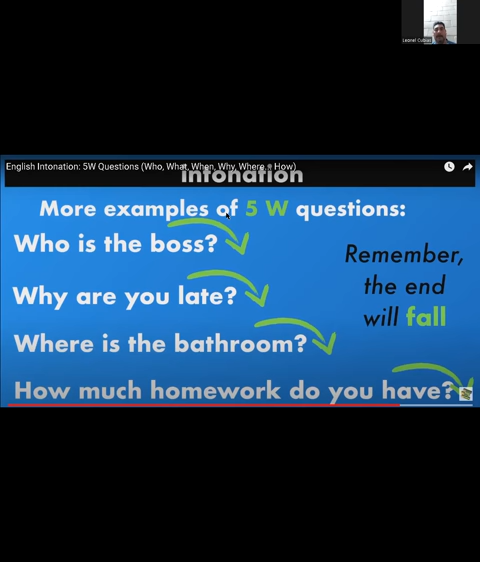 Leonel Cubias
English Intonation: 5W Questions (Who, What, When, Why, Where, + How)
Intonation
More examples of 5 W questions:
Who is the boss?
Why are you late?
Where is the bathroom?
How much homework do you have?
Remember,
the end
will fall